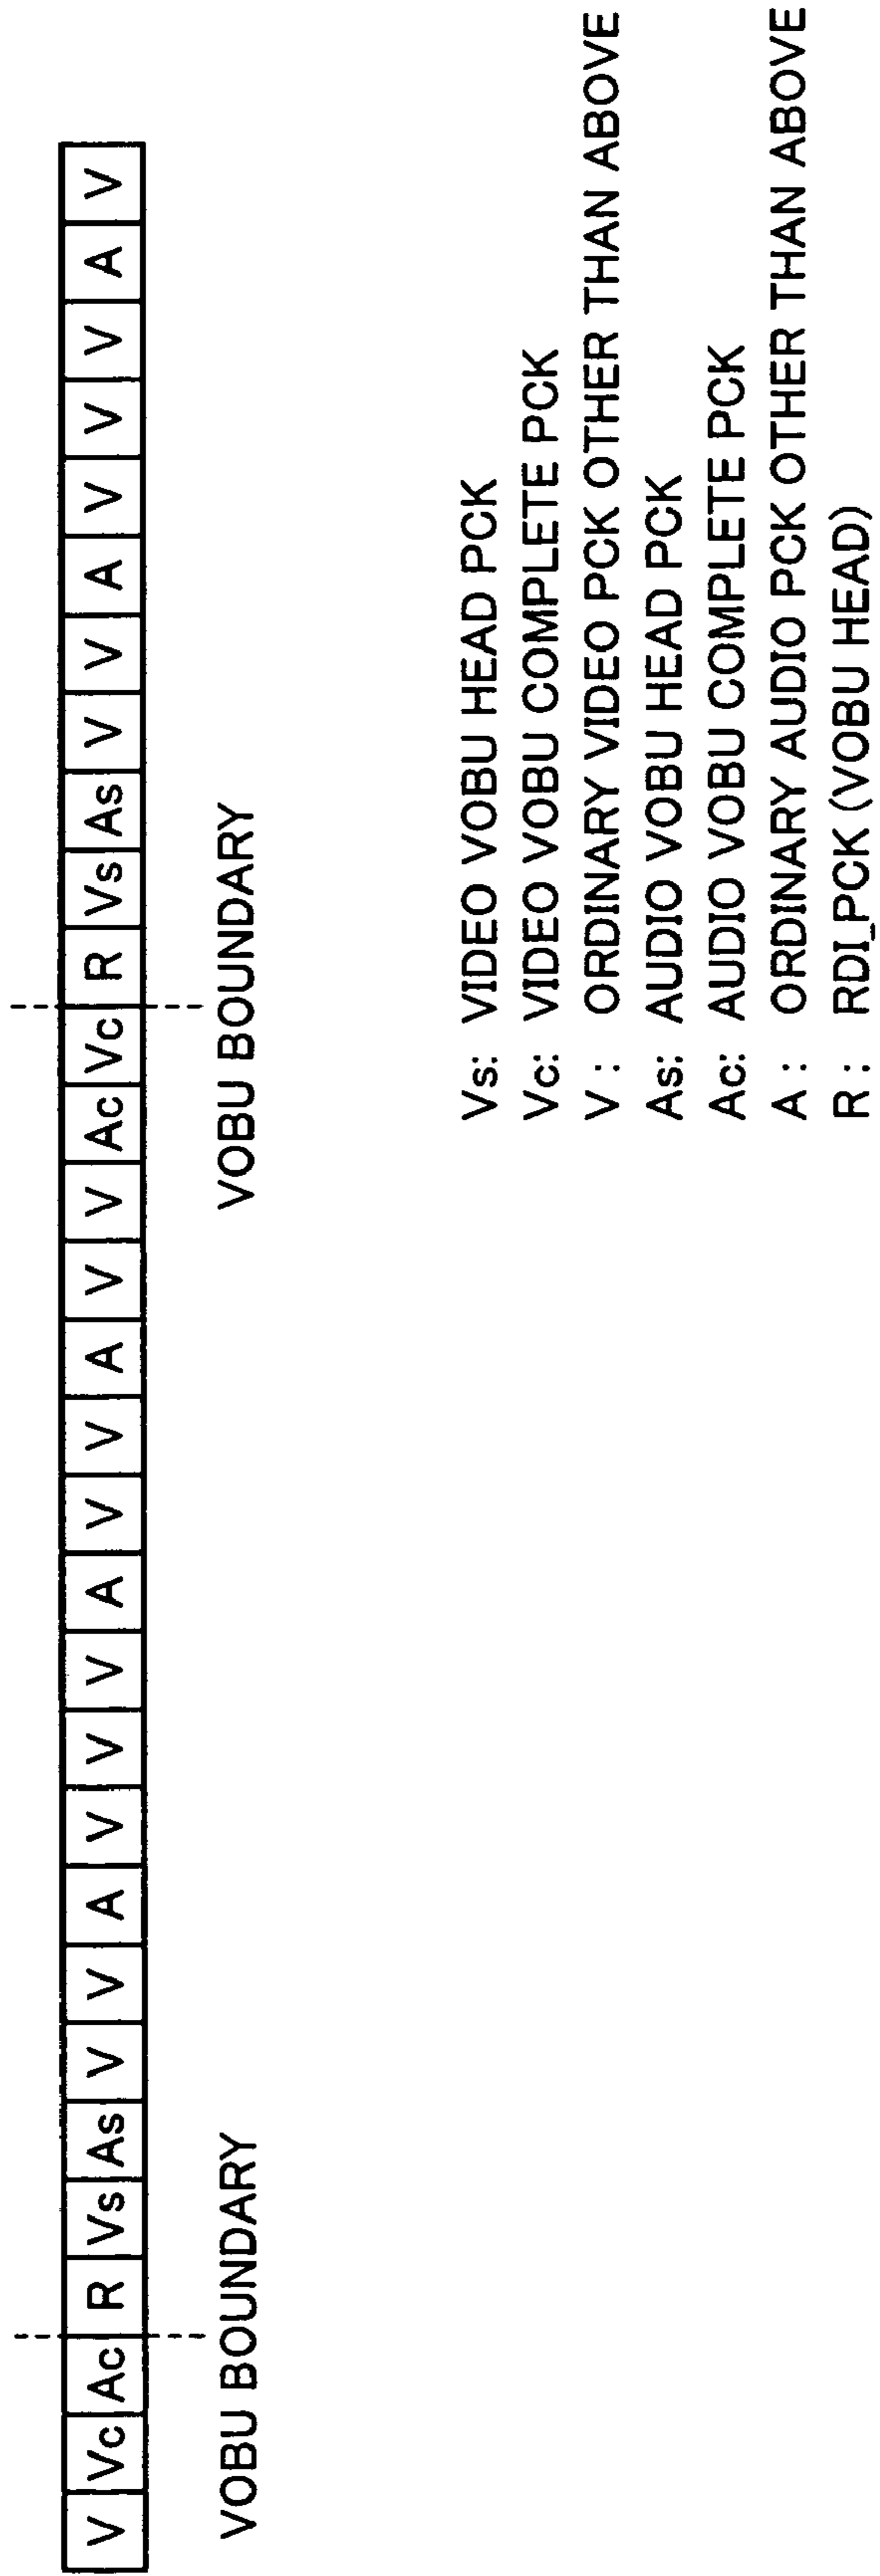 V Vc Ac R Vs As V V A V V V A V V A V V Ac Vc R Vs As V V A V V V A V
VOBU BOUNDARY VOBU BOUNDARY
Vs: VIDEO VOBU HEAD PCK
Vc: VIDEO VOBU COMPLETE PCK
V : ORDINARY VIDEO PCK OTHER THAN ABOVE
As: AUDIO VOBU HEAD PCK
Ac: AUDIO VOBU COMPLETE PCK
A : ORDINARY AUDIO PCK OTHER THAN ABOVE
R : RDI_PCK (VOBU HEAD)